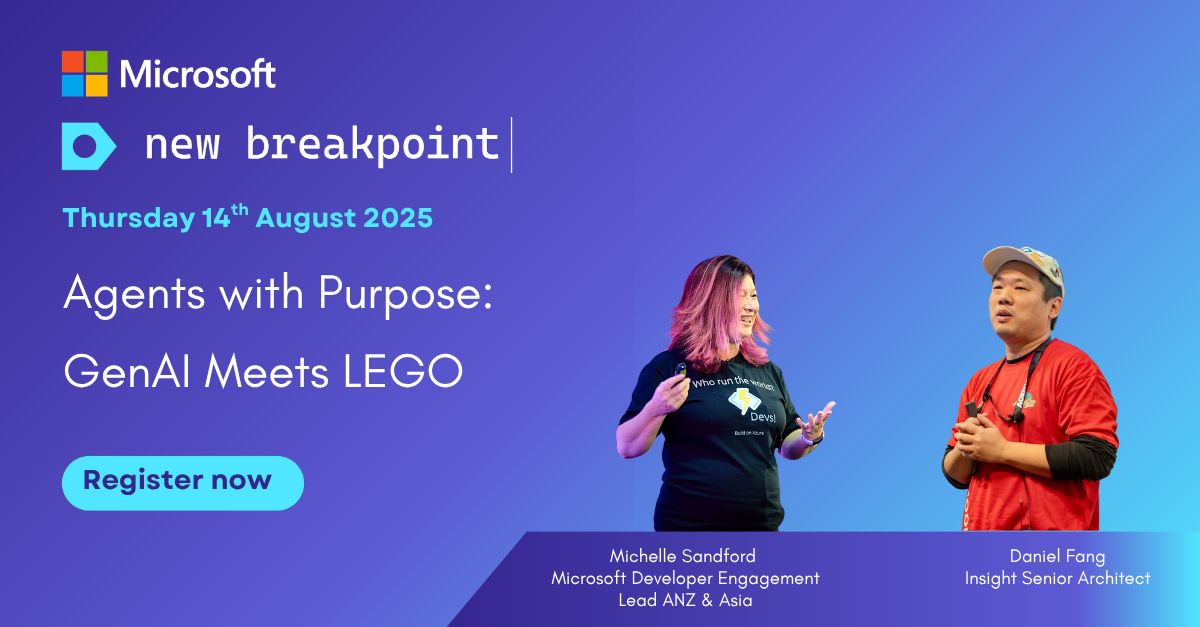 Microsoft
new breakpoint
Thursday 14th August 2025
Agents with Purpose:
GenAI Meets LEGO
Register now
Who run the world?
Devs!
Build on Azure
Michelle Sandford
Microsoft Developer Engagement
Lead ANZ & Asia
Daniel Fang
Insight Senior Architect